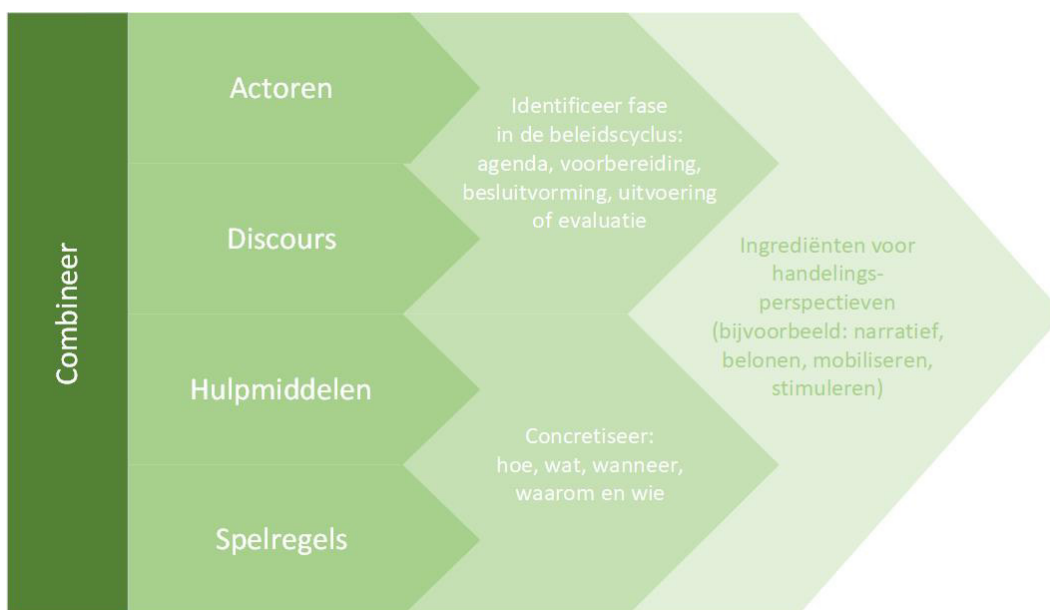 Combineer
Actoren
Discours
Hulpmiddelen
Spelregels
Identificeer fase
in de beleidscyclus:
agenda, voorbereiding,
besluitvorming, uitvoering
of evaluatie
Concretiseer:
hoe, wat, wanneer,
waarom en wie
Ingrediënten voor
handelings-
perspectieven
(bijvoorbeeld: narratief,
belonen, mobiliseren,
stimuleren)